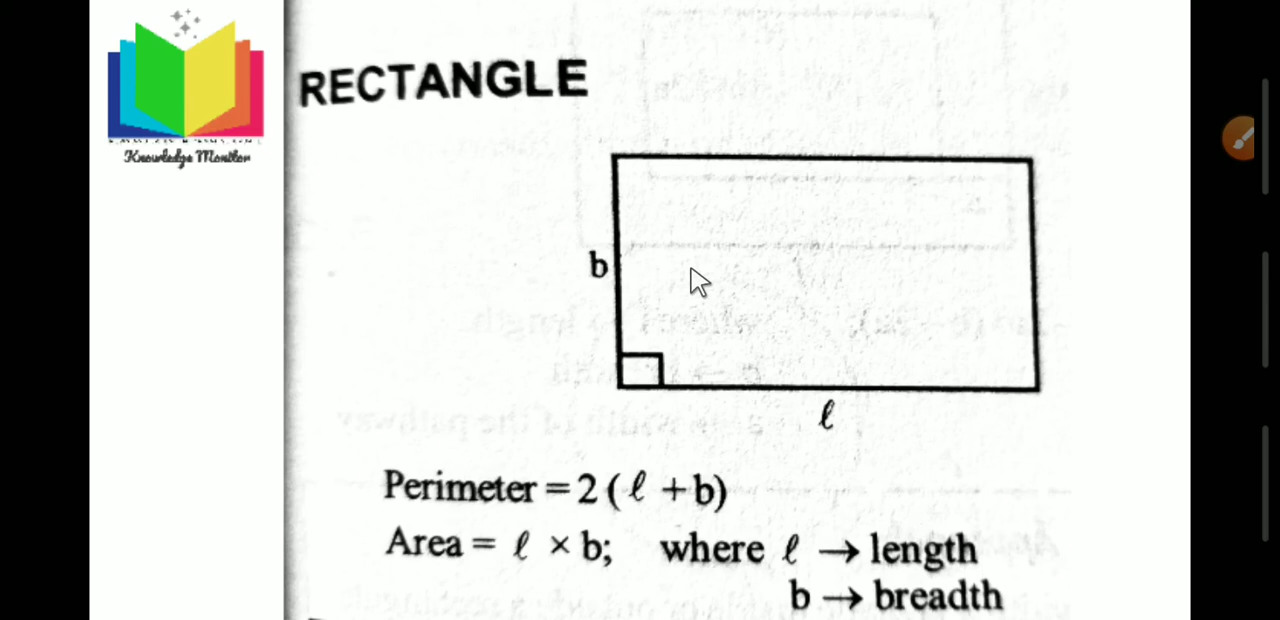 Knowledge Monitor
RECTANGLE
b
ℓ
Perimeter = 2 ( ℓ + b)
Area = ℓ × b; where ℓ → length
b → breadth